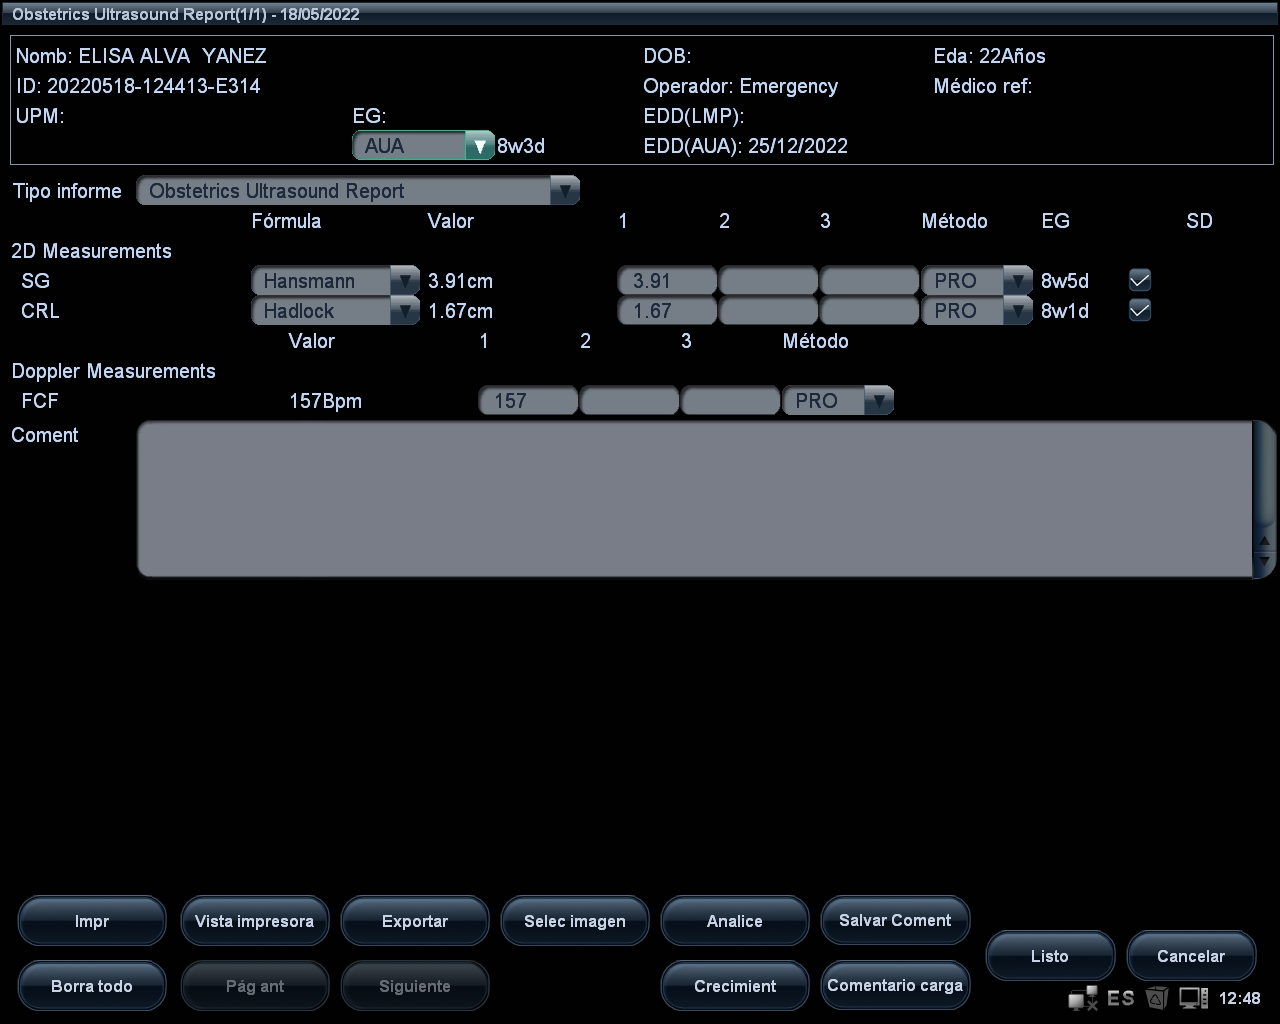 Obstetrics Ultrasound Report(1/1) - 18/05/2022
Nomb: ELISA ALVA  YANEZ DOB: Eda: 22Años
ID: 20220518-124413-E314 Operador: Emergency Médico ref:
UPM: EG: EDD(LMP):
AUA 8w3d EDD(AUA): 25/12/2022
Tipo informe Obstetrics Ultrasound Report
Fórmula Valor 1 2 3 Método EG SD
2D Measurements
SG Hansmann 3.91cm 3.91 PRO 8w5d
CRL Hadlock 1.67cm 1.67 PRO 8w1d
Valor 1 2 3 Método
Doppler Measurements
FCF 157Bpm 157 PRO
Coment
Impr Vista impresora Exportar Selec imagen Analice Salvar Coment
Listo Cancelar
Borra todo Pág ant Siguiente Crecimient Comentario carga
ES 12:48